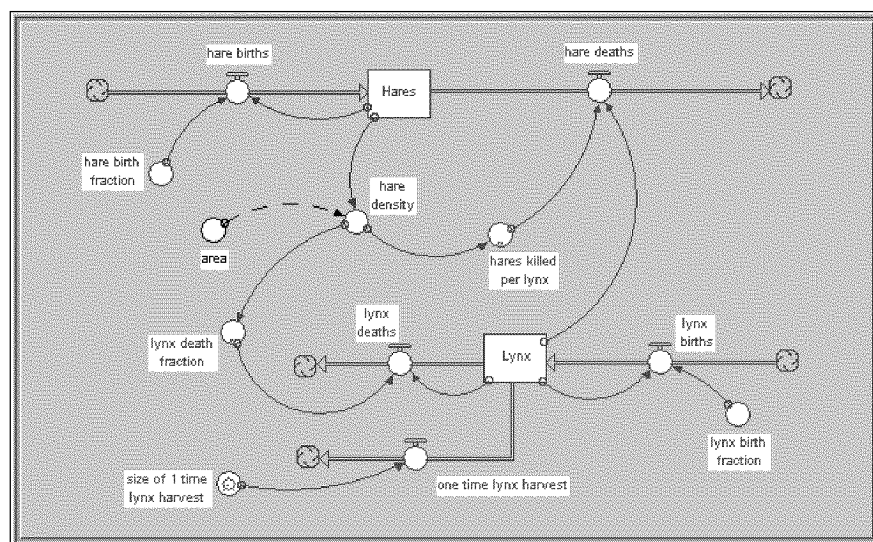 hare births
hare deaths
Hares
hare birth
fraction
hare
density
area
hares killed
per lynx
lynx death
fraction
lynx
deaths
Lynx
lynx
births
lynx birth
fraction
size of 1 time
lynx harvest
one time lynx harvest